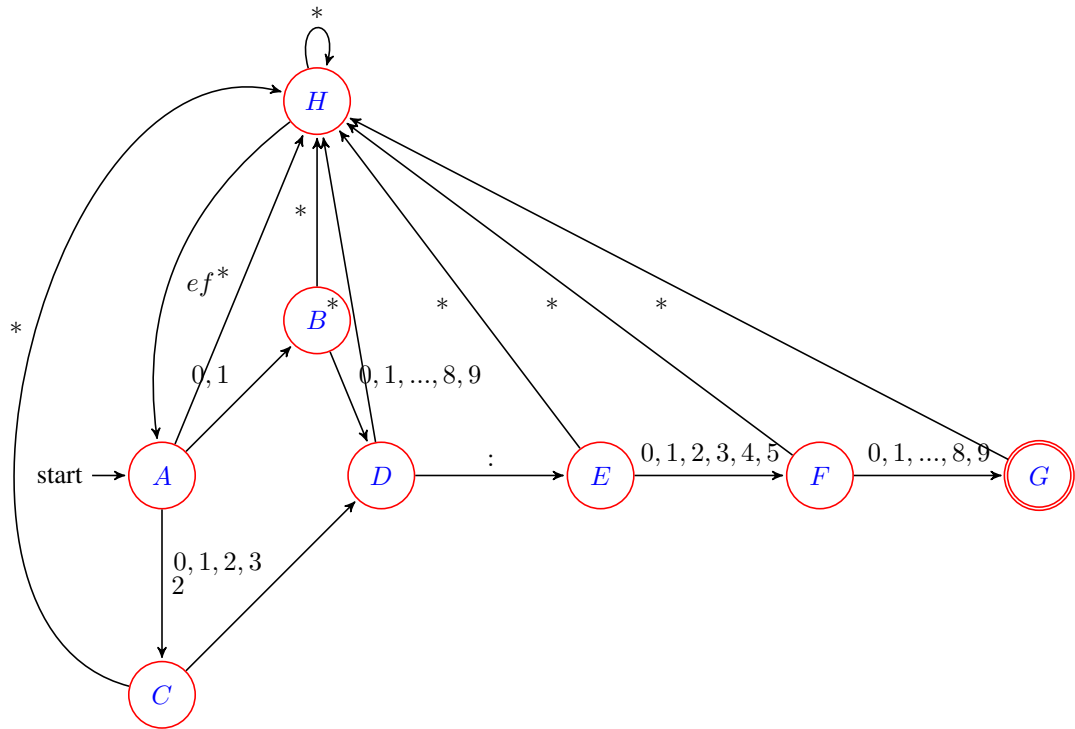 *
H
*
B
*
ef*
*
*
*
*
0, 1
0, 1, ..., 8, 9
start
A
D
:
E
0, 1, 2, 3, 4, 5
F
0, 1, ..., 8, 9
G
0, 1, 2, 3
2
C